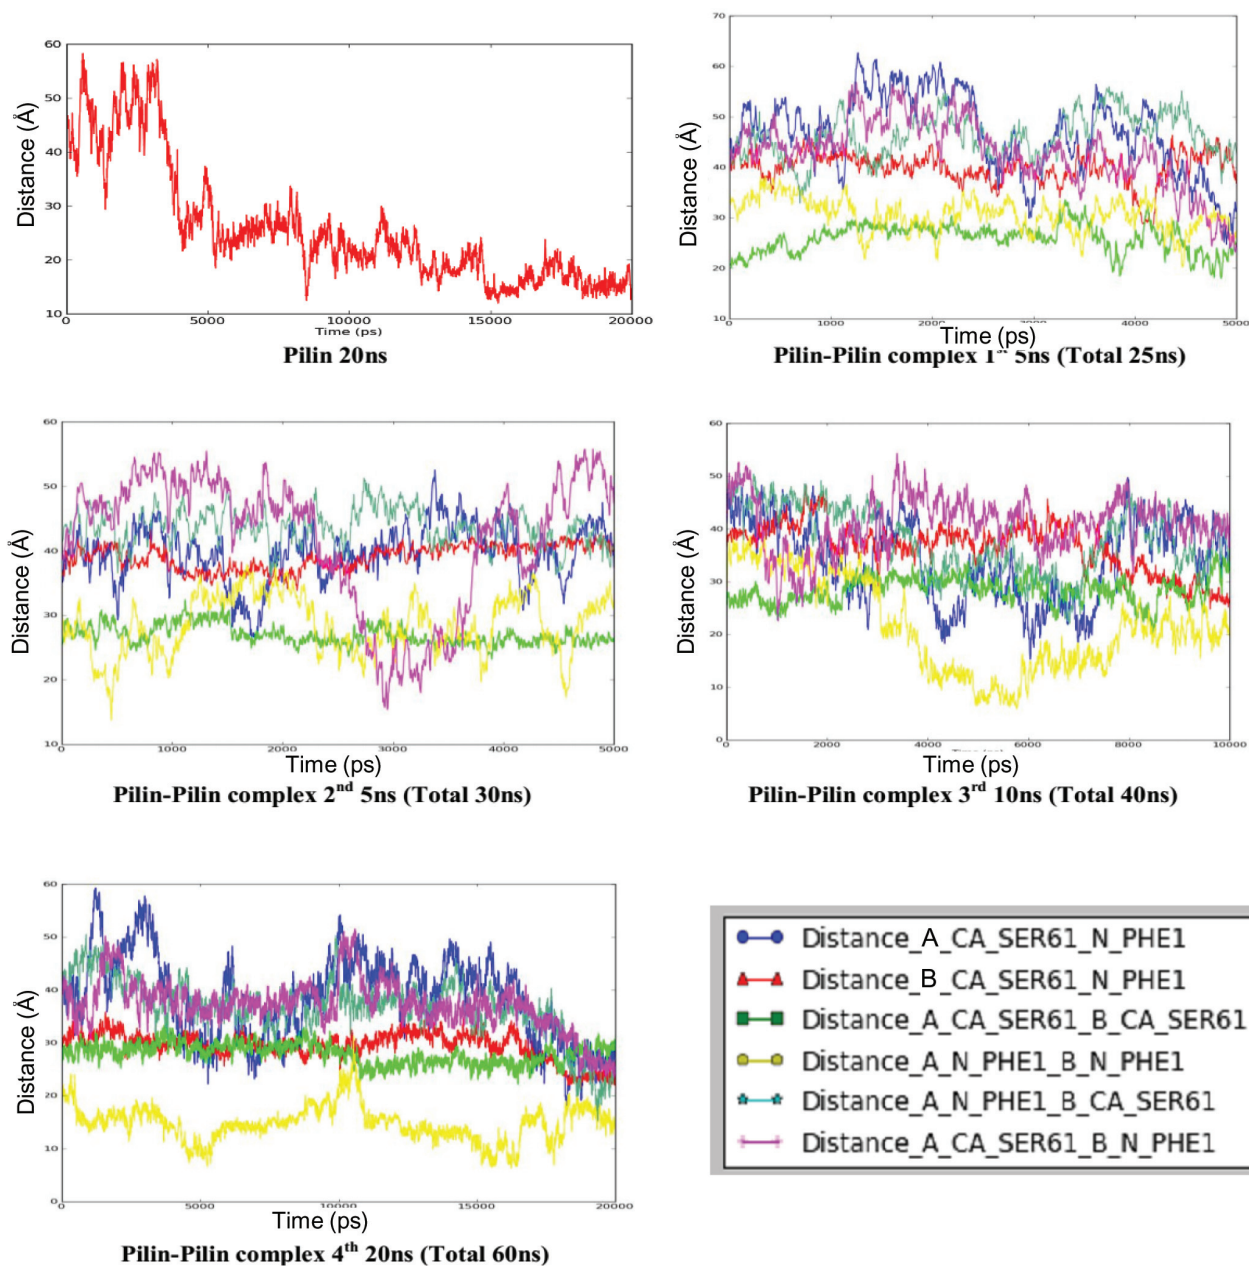 60
50
40
30
20
10
0
5000
10000
15000
20000
Distance (Å)
Time (ps)
Pilin 20ns
70
60
50
40
30
20
10
0
1000
2000
4000
5000
Distance (Å)
Time (ps)
Pilin-Pilin complex 1st 5ns (Total 25ns)
60
50
40
30
20
10
0
1000
2000
3000
4000
5000
Distance (Å)
Time (ps)
Pilin-Pilin complex 2nd 5ns (Total 30ns)
60
50
40
30
20
10
0
0
2000
4000
6000
8000
10000
Distance (Å)
Time (ps)
Pilin-Pilin complex 3rd 10ns (Total 40ns)
60
50
40
30
20
10
0
0
5000
10000
15000
20000
Distance (Å)
Time (ps)
Pilin-Pilin complex 4th 20ns (Total 60ns)
Distance_A_CA_SER61_N_PHE1
Distance_B_CA_SER61_N_PHE1
Distance_A_CA_SER61_B_CA_SER61
Distance_A_N_PHE1_B_N_PHE1
Distance_A_N_PHE1_B_CA_SER61
Distance_A_CA_SER61_B_N_PHE1